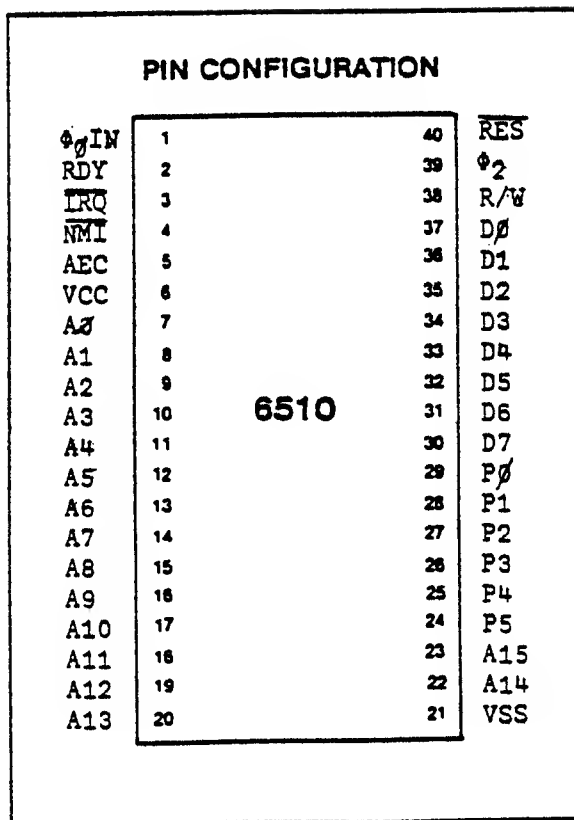 PIN CONFIGURATION
Φ0IN 1 40 RES
RDY 2 39 Φ2
IRQ 3 38 R/W
NMI 4 37 D0
AEC 5 36 D1
VCC 6 35 D2
A0 7 34 D3
A1 8 33 D4
A2 9 32 D5
A3 10 6510 31 D6
A4 11 30 D7
A5 12 29 P0
A6 13 28 P1
A7 14 27 P2
A8 15 26 P3
A9 16 25 P4
A10 17 24 P5
A11 18 23 A15
A12 19 22 A14
A13 20 21 VSS